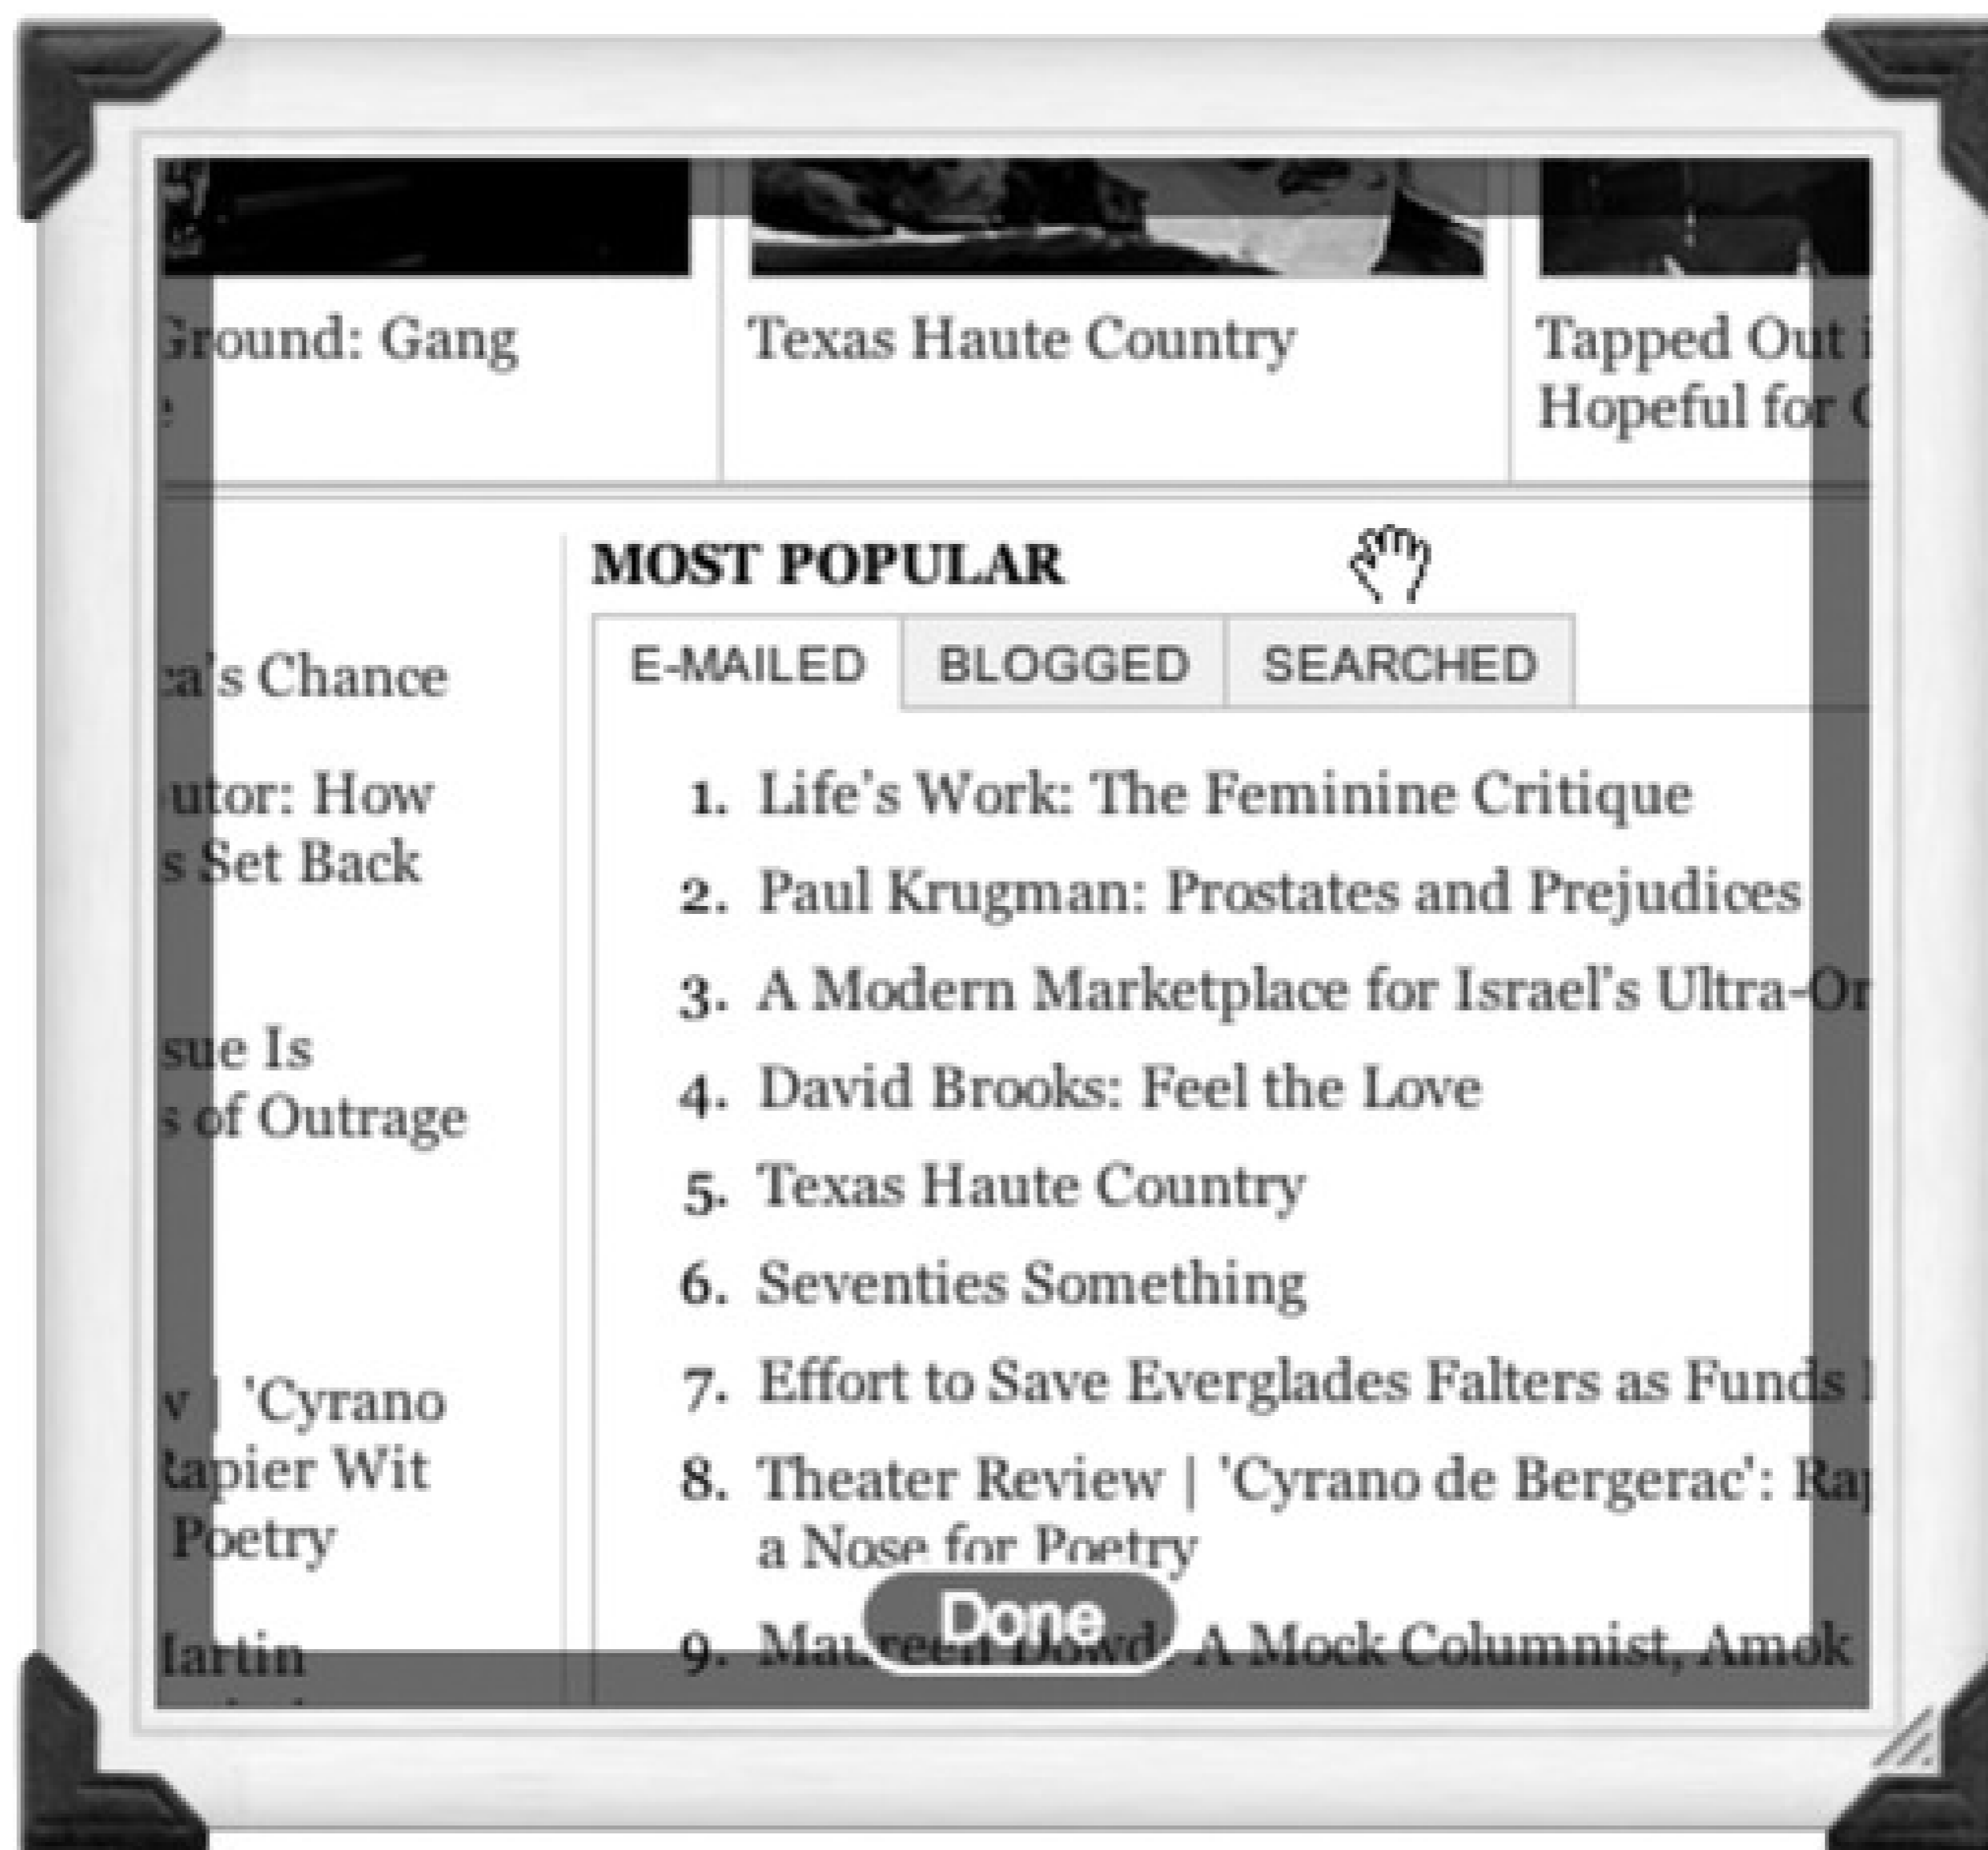 Ground: Gang
Texas Haute Country
Tapped Out
Hopeful for
's Chance
MOST POPULAR
E-MAILED BLOGGED SEARCHED
utor: How
s Set Back
sue Is
s of Outrage
v | 'Cyrano
Rapier Wit
Poetry
artin
1. Life's Work: The Feminine Critique
2. Paul Krugman: Prostates and Prejudices
3. A Modern Marketplace for Israel's Ultra-Or
4. David Brooks: Feel the Love
5. Texas Haute Country
6. Seventies Something
7. Effort to Save Everglades Falters as Funds
8. Theater Review | 'Cyrano de Bergerac': Rap
a Nose for Poetry
Done
9. Maureen Dowd: A Mock Columnist, Amok